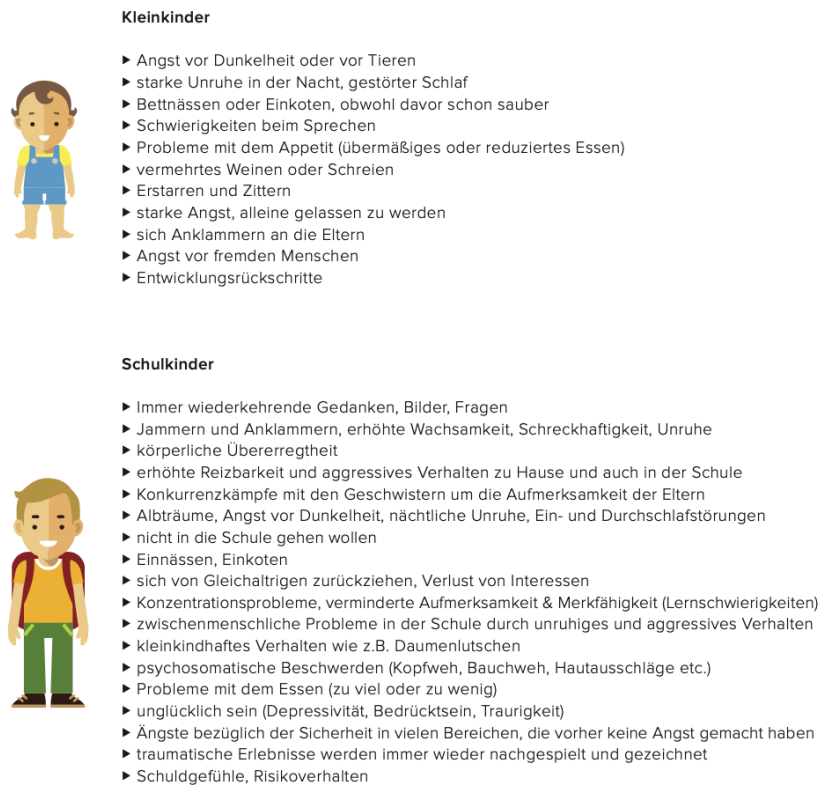 Kleinkinder
▶ Angst vor Dunkelheit oder vor Tieren
▶ starke Unruhe in der Nacht, gestörter Schlaf
▶ Bettnässen oder Einkoten, obwohl davor schon sauber
▶ Schwierigkeiten beim Sprechen
▶ Probleme mit dem Appetit (übermäßiges oder reduziertes Essen)
▶ vermehrtes Weinen oder Schreien
▶ Erstarren und Zittern
▶ starke Angst, alleine gelassen zu werden
▶ sich Anklammern an die Eltern
▶ Angst vor fremden Menschen
▶ Entwicklungsrückschritte
Schulkinder
▶ Immer wiederkehrende Gedanken, Bilder, Fragen
▶ Jammern und Anklammern, erhöhte Wachsamkeit, Schreckhaftigkeit, Unruhe
▶ körperliche Übererregtheit
▶ erhöhte Reizbarkeit und aggressives Verhalten zu Hause und auch in der Schule
▶ Konkurrenzkämpfe mit den Geschwistern um die Aufmerksamkeit der Eltern
▶ Albträume, Angst vor Dunkelheit, nächtliche Unruhe, Ein- und Durchschlafstörungen
▶ nicht in die Schule gehen wollen
▶ Einnässen, Einkoten
▶ sich von Gleichaltrigen zurückziehen, Verlust von Interessen
▶ Konzentrationsprobleme, verminderte Aufmerksamkeit & Merkfähigkeit (Lernschwierigkeiten)
▶ zwischenmenschliche Probleme in der Schule durch unruhiges und aggressives Verhalten
▶ kleinkindhaftes Verhalten wie z.B. Daumenlutschen
▶ psychosomatische Beschwerden (Kopfweh, Bauchweh, Hautausschläge etc.)
▶ Probleme mit dem Essen (zu viel oder zu wenig)
▶ unglücklich sein (Depressivität, Bedrücktsein, Traurigkeit)
▶ Ängste bezüglich der Sicherheit in vielen Bereichen, die vorher keine Angst gemacht haben
▶ traumatische Erlebnisse werden immer wieder nachgespielt und gezeichnet
▶ Schuldgefühle, Risikoverhalten